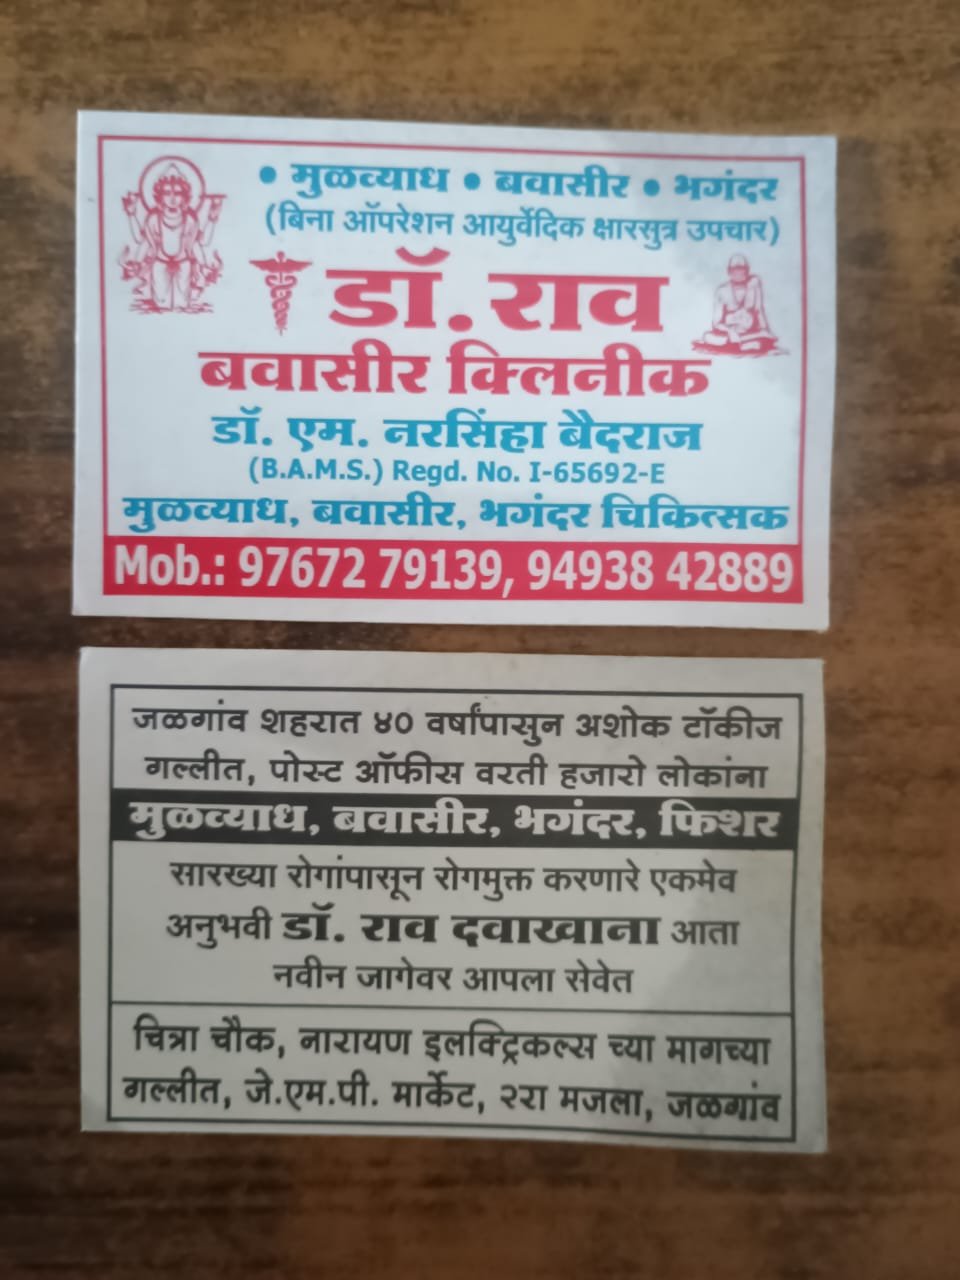 • मुळव्याध • बवासीर • भगंदर
(बिना ऑपरेशन आयुर्वेदिक क्षारसुत्र उपचार)
डॉ. राव
बवासीर क्लिनीक
डॉ. एम. नरसिंहा बैदराज
(B.A.M.S.) Regd. No. I-65692-E
मुळव्याध, बवासीर, भगंदर चिकित्सक
Mob.: 97672 79139, 94938 42889
जळगांव शहरात ४० वर्षांपासुन अशोक टॉकीज
गल्लीत, पोस्ट ऑफीस वरती हजारो लोकांना
मुळव्याध, बवासीर, भगंदर, फिशर
सारख्या रोगांपासून रोगमुक्त करणारे एकमेव
अनुभवी डॉ. राव दवाखाना आता
नवीन जागेवर आपला सेवेत
चित्रा चौक, नारायण इलक्ट्रिकल्स च्या मागच्या
गल्लीत, जे.एम.पी. मार्केट, २रा मजला, जळगांव